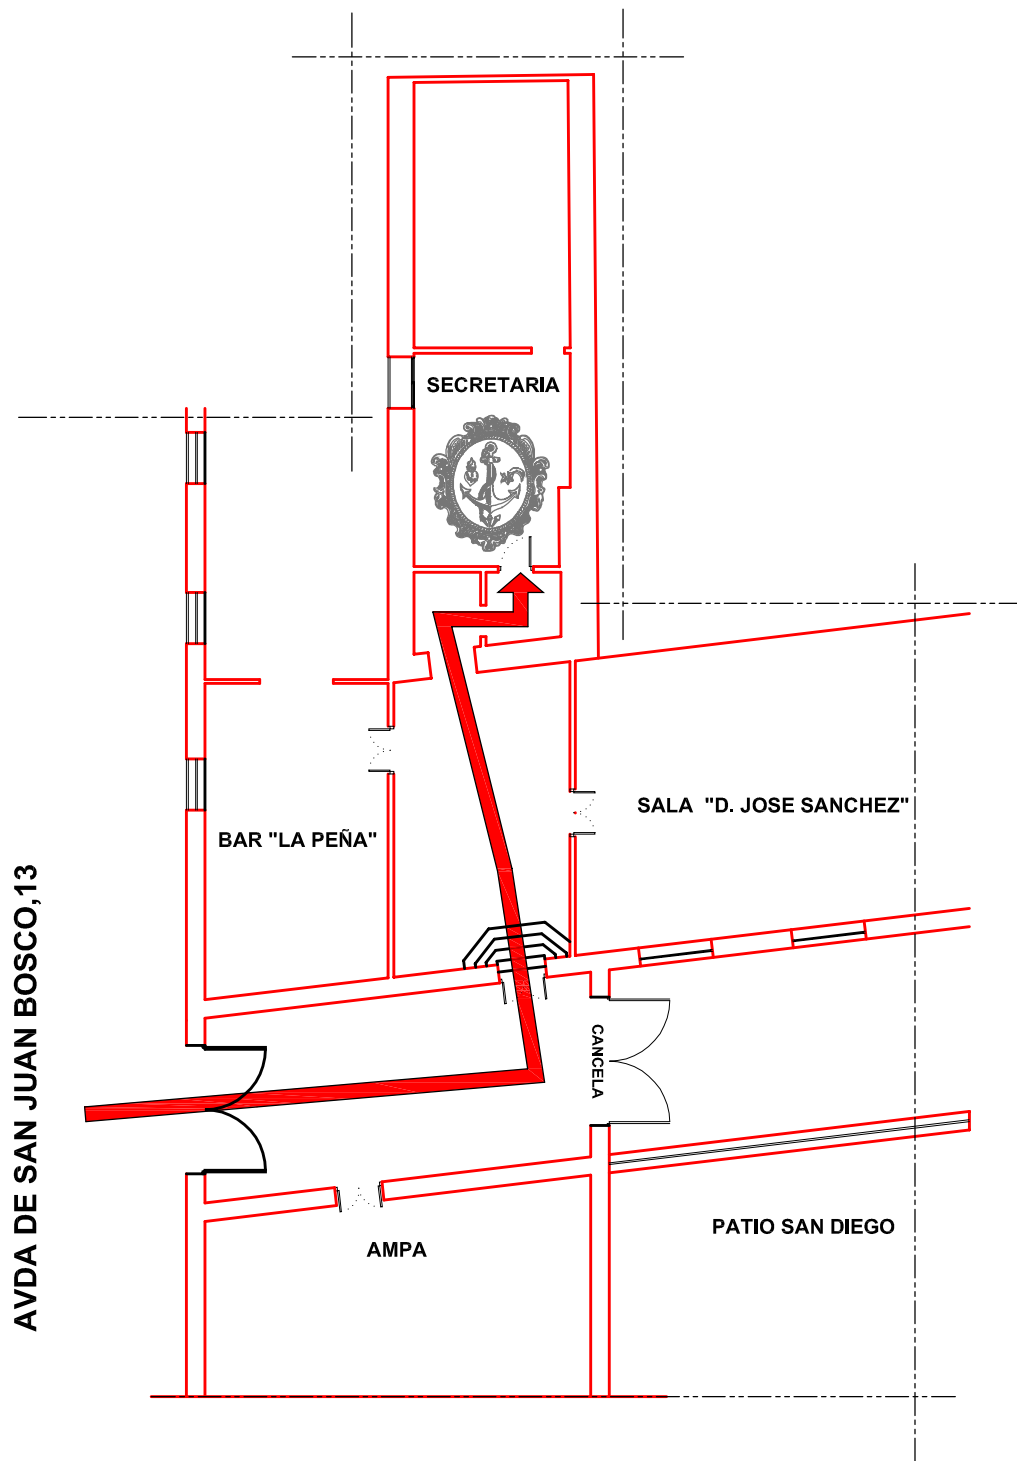 SECRETARIA
SALA "D. JOSE SANCHEZ"
BAR "LA PEÑA"
AVDA DE SAN JUAN BOSCO,13
CANCELA
PATIO SAN DIEGO
AMPA